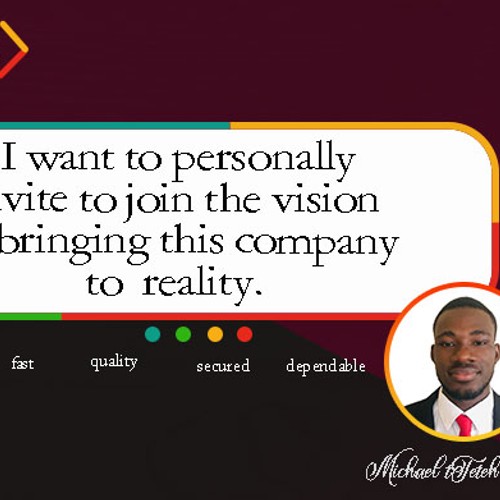 I want to personally
vite to join the vision
bringing this company
to reality.
fast quality secured dependable
Michael